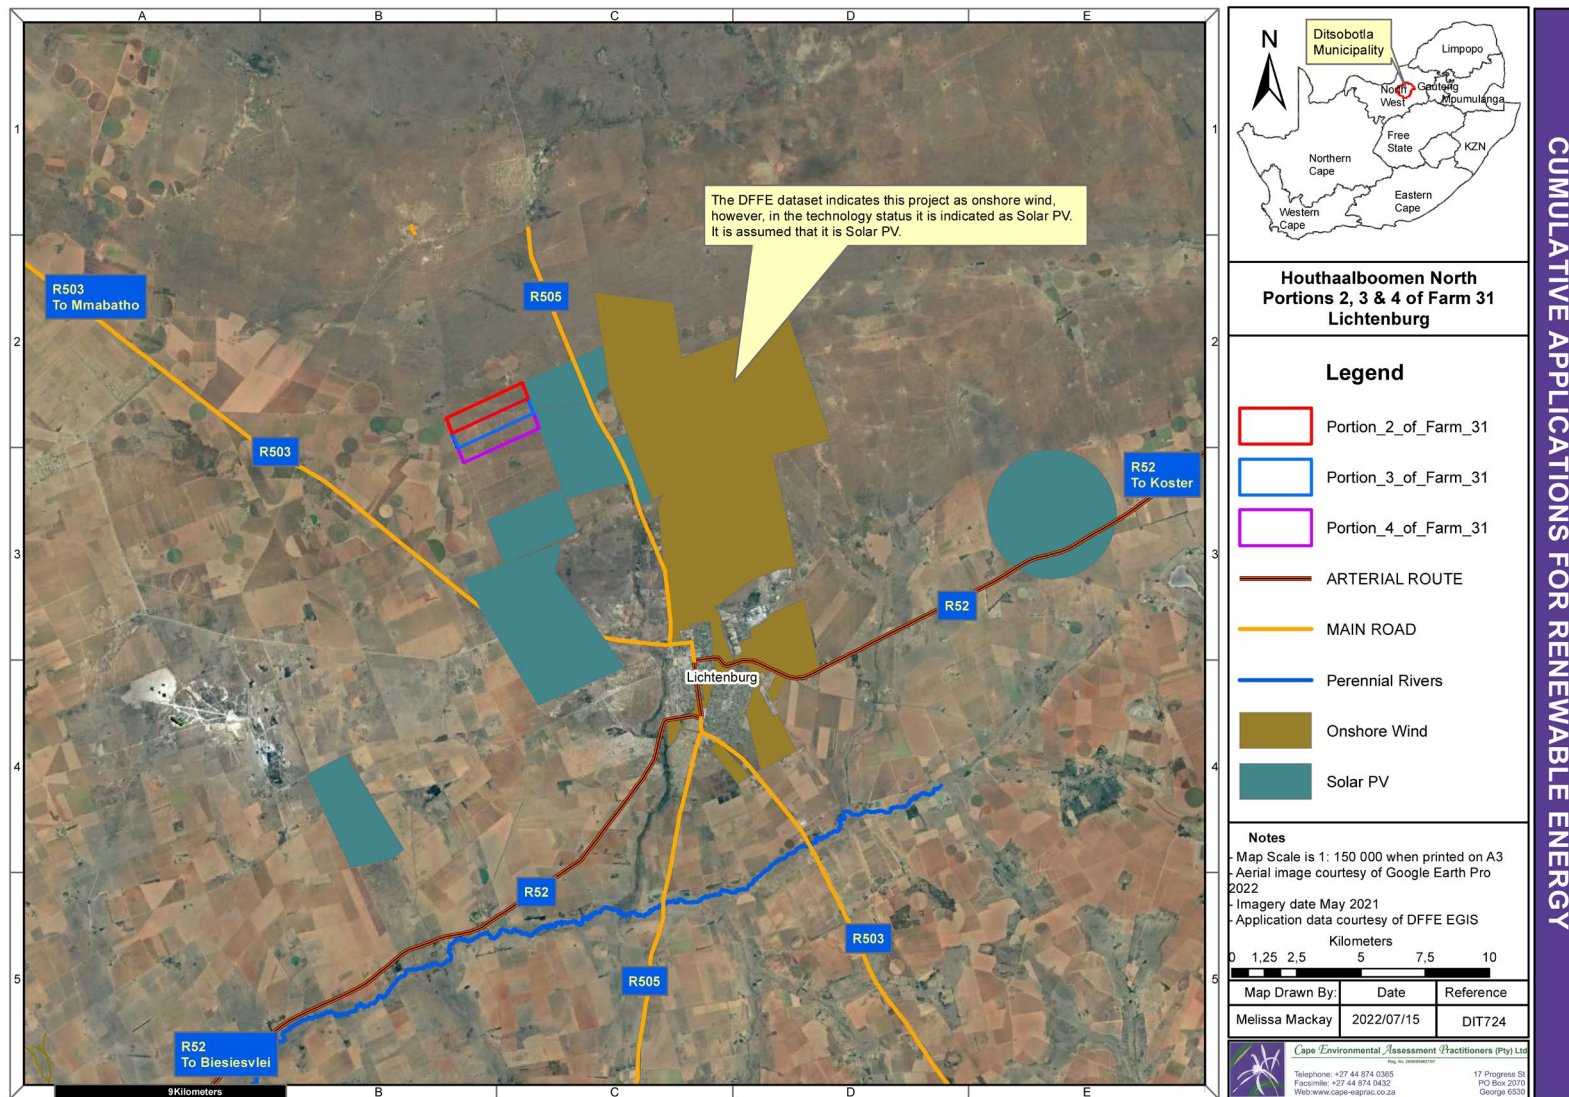 A
B
C
D
E
1
2
3
4
5
1
2
3
4
5
The DFFE dataset indicates this project as onshore wind,
however, in the technology status it is indicated as Solar PV.
It is assumed that it is Solar PV.
R503
To Mmabatho
R505
R503
R52
To Koster
R52
Lichtenburg
R52
R503
R505
R52
To Biesiesvlei
9Kilometers
B
C
D
E
N
Ditsobotla
Municipality
Limpopo
North
West
Gauteng
Mpumulanga
Free
State
KZN
Northern
Cape
Eastern
Cape
Western
Cape
Houthaalboomen North
Portions 2, 3 & 4 of Farm 31
Lichtenburg
Legend
Portion_2_of_Farm_31
Portion_3_of_Farm_31
Portion_4_of_Farm_31
ARTERIAL ROUTE
MAIN ROAD
Perennial Rivers
Onshore Wind
Solar PV
Notes
- Map Scale is 1: 150 000 when printed on A3
- Aerial image courtesy of Google Earth Pro
2022
- Imagery date May 2021
- Application data courtesy of DFFE EGIS
Kilometers
0 1,25 2,5 5 7,5 10
Map Drawn By: Date Reference
Melissa Mackay 2022/07/15 DIT724
Cape Environmental Assessment Practitioners (Pty) Ltd
Telephone: +27 44 874 0365
Facsimile: +27 44 874 0432
Web:www.cape-eaprac.co.za
17 Progress St
PO Box 2070
George 6530
CUMULATIVE APPLICATIONS FOR RENEWABLE ENERGY